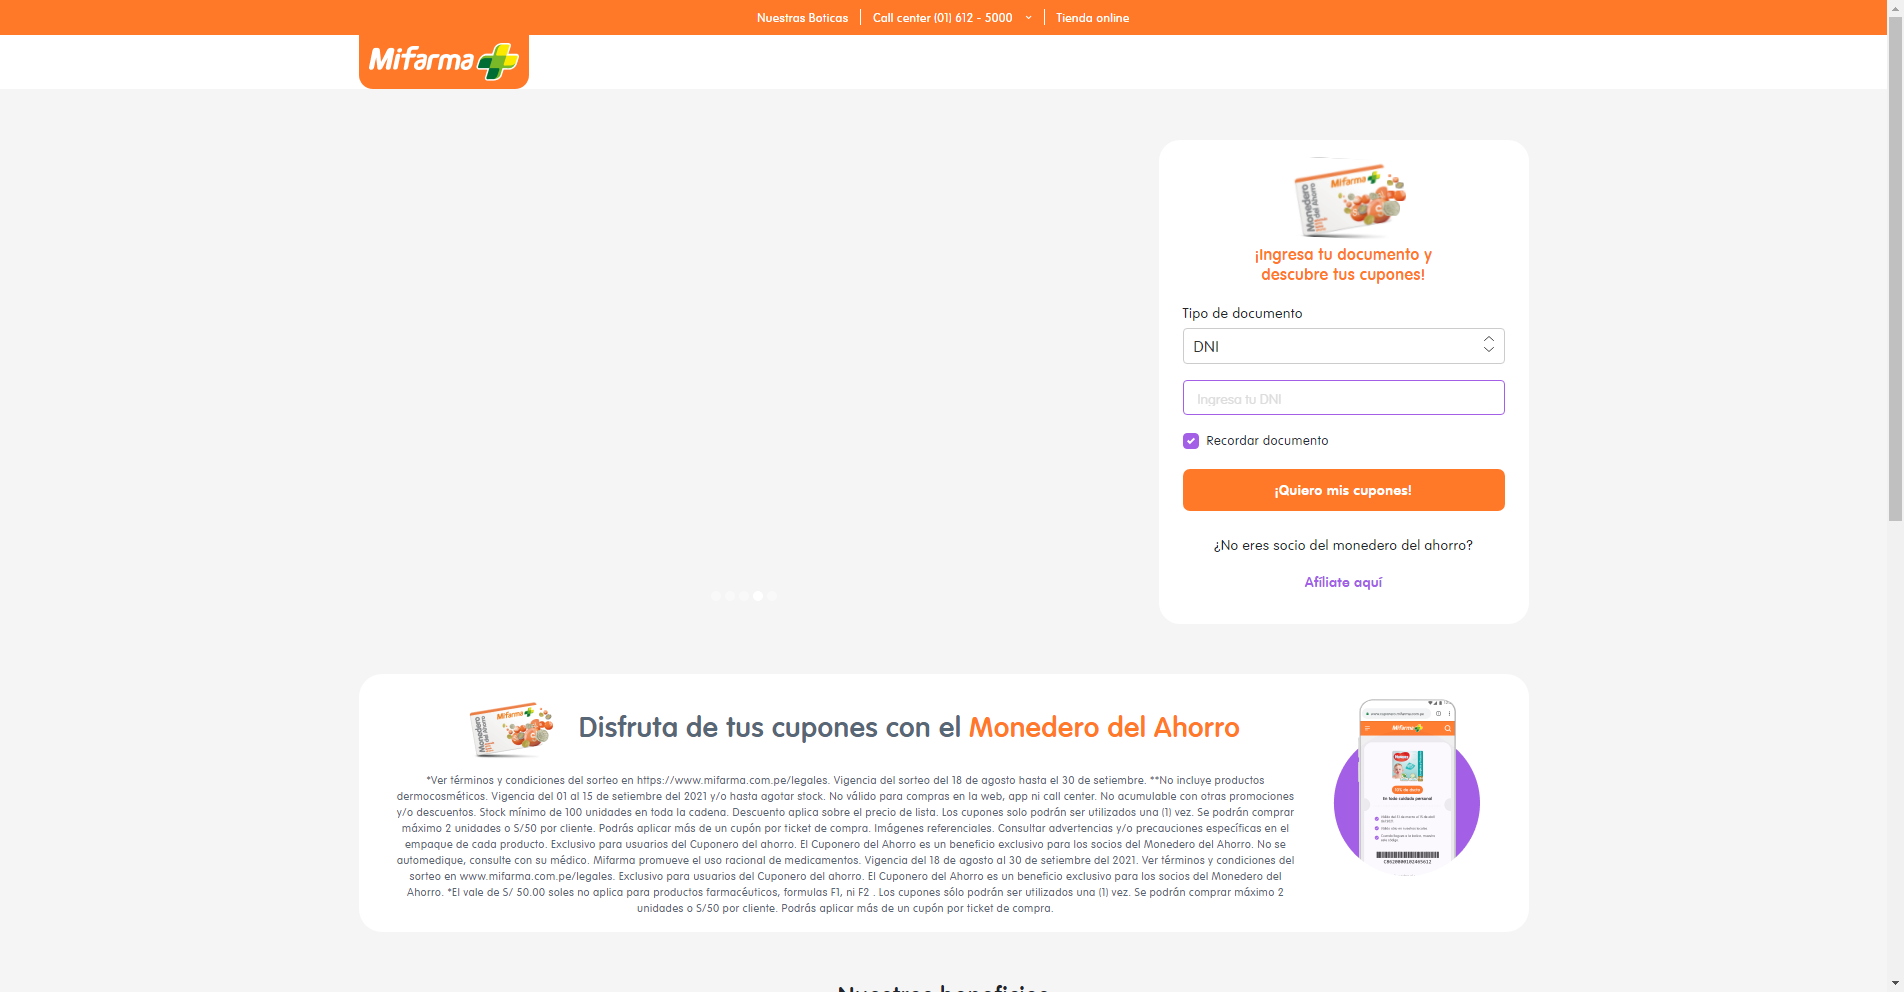 Nuestras Boticas
Call center (01) 612 - 5000
Tienda online
Mifarma
Mifarma
Monedero del Ahorro
¡Ingresa tu documento y
descubre tus cupones!
Tipo de documento
DNI
Ingresa tu DNI
Recordar documento
¡Quiero mis cupones!
¿No eres socio del monedero del ahorro?
Afíliate aquí
Mifarma
Monedero del Ahorro
Disfruta de tus cupones con el Monedero del Ahorro
*Ver términos y condiciones del sorteo en https://www.mifarma.com.pe/legales. Vigencia del sorteo del 18 de agosto hasta el 30 de setiembre. **No incluye productos
dermocosméticos. Vigencia del 01 al 15 de setiembre del 2021 y/o hasta agotar stock. No válido para compras en la web, app ni call center. No acumulable con otras promociones
y/o descuentos. Stock mínimo de 100 unidades en toda la cadena. Descuento aplica sobre el precio de lista. Los cupones solo podrán ser utilizados una (1) vez. Se podrán comprar
máximo 2 unidades o S/50 por cliente. Podrás aplicar más de un cupón por ticket de compra. Imágenes referenciales. Consultar advertencias y/o precauciones específicas en el
empaque de cada producto. Exclusivo para usuarios del Cuponero del ahorro. El Cuponero del Ahorro es un beneficio exclusivo para los socios del Monedero del Ahorro. No se
automedique, consulte con su médico. Mifarma promueve el uso racional de medicamentos. Vigencia del 18 de agosto al 30 de setiembre del 2021. Ver términos y condiciones del
sorteo en www.mifarma.com.pe/legales. Exclusivo para usuarios del Cuponero del ahorro. El Cuponero del Ahorro es un beneficio exclusivo para los socios del Monedero del
Ahorro. *El vale de S/ 50.00 soles no aplica para productos farmacéuticos, formulas F1, ni F2 . Los cupones sólo podrán ser utilizados una (1) vez. Se podrán comprar máximo 2
unidades o S/50 por cliente. Podrás aplicar más de un cupón por ticket de compra.
Mifarma
Huggies
10% de dscto
En todo cuidado personal
Nuestros beneficios